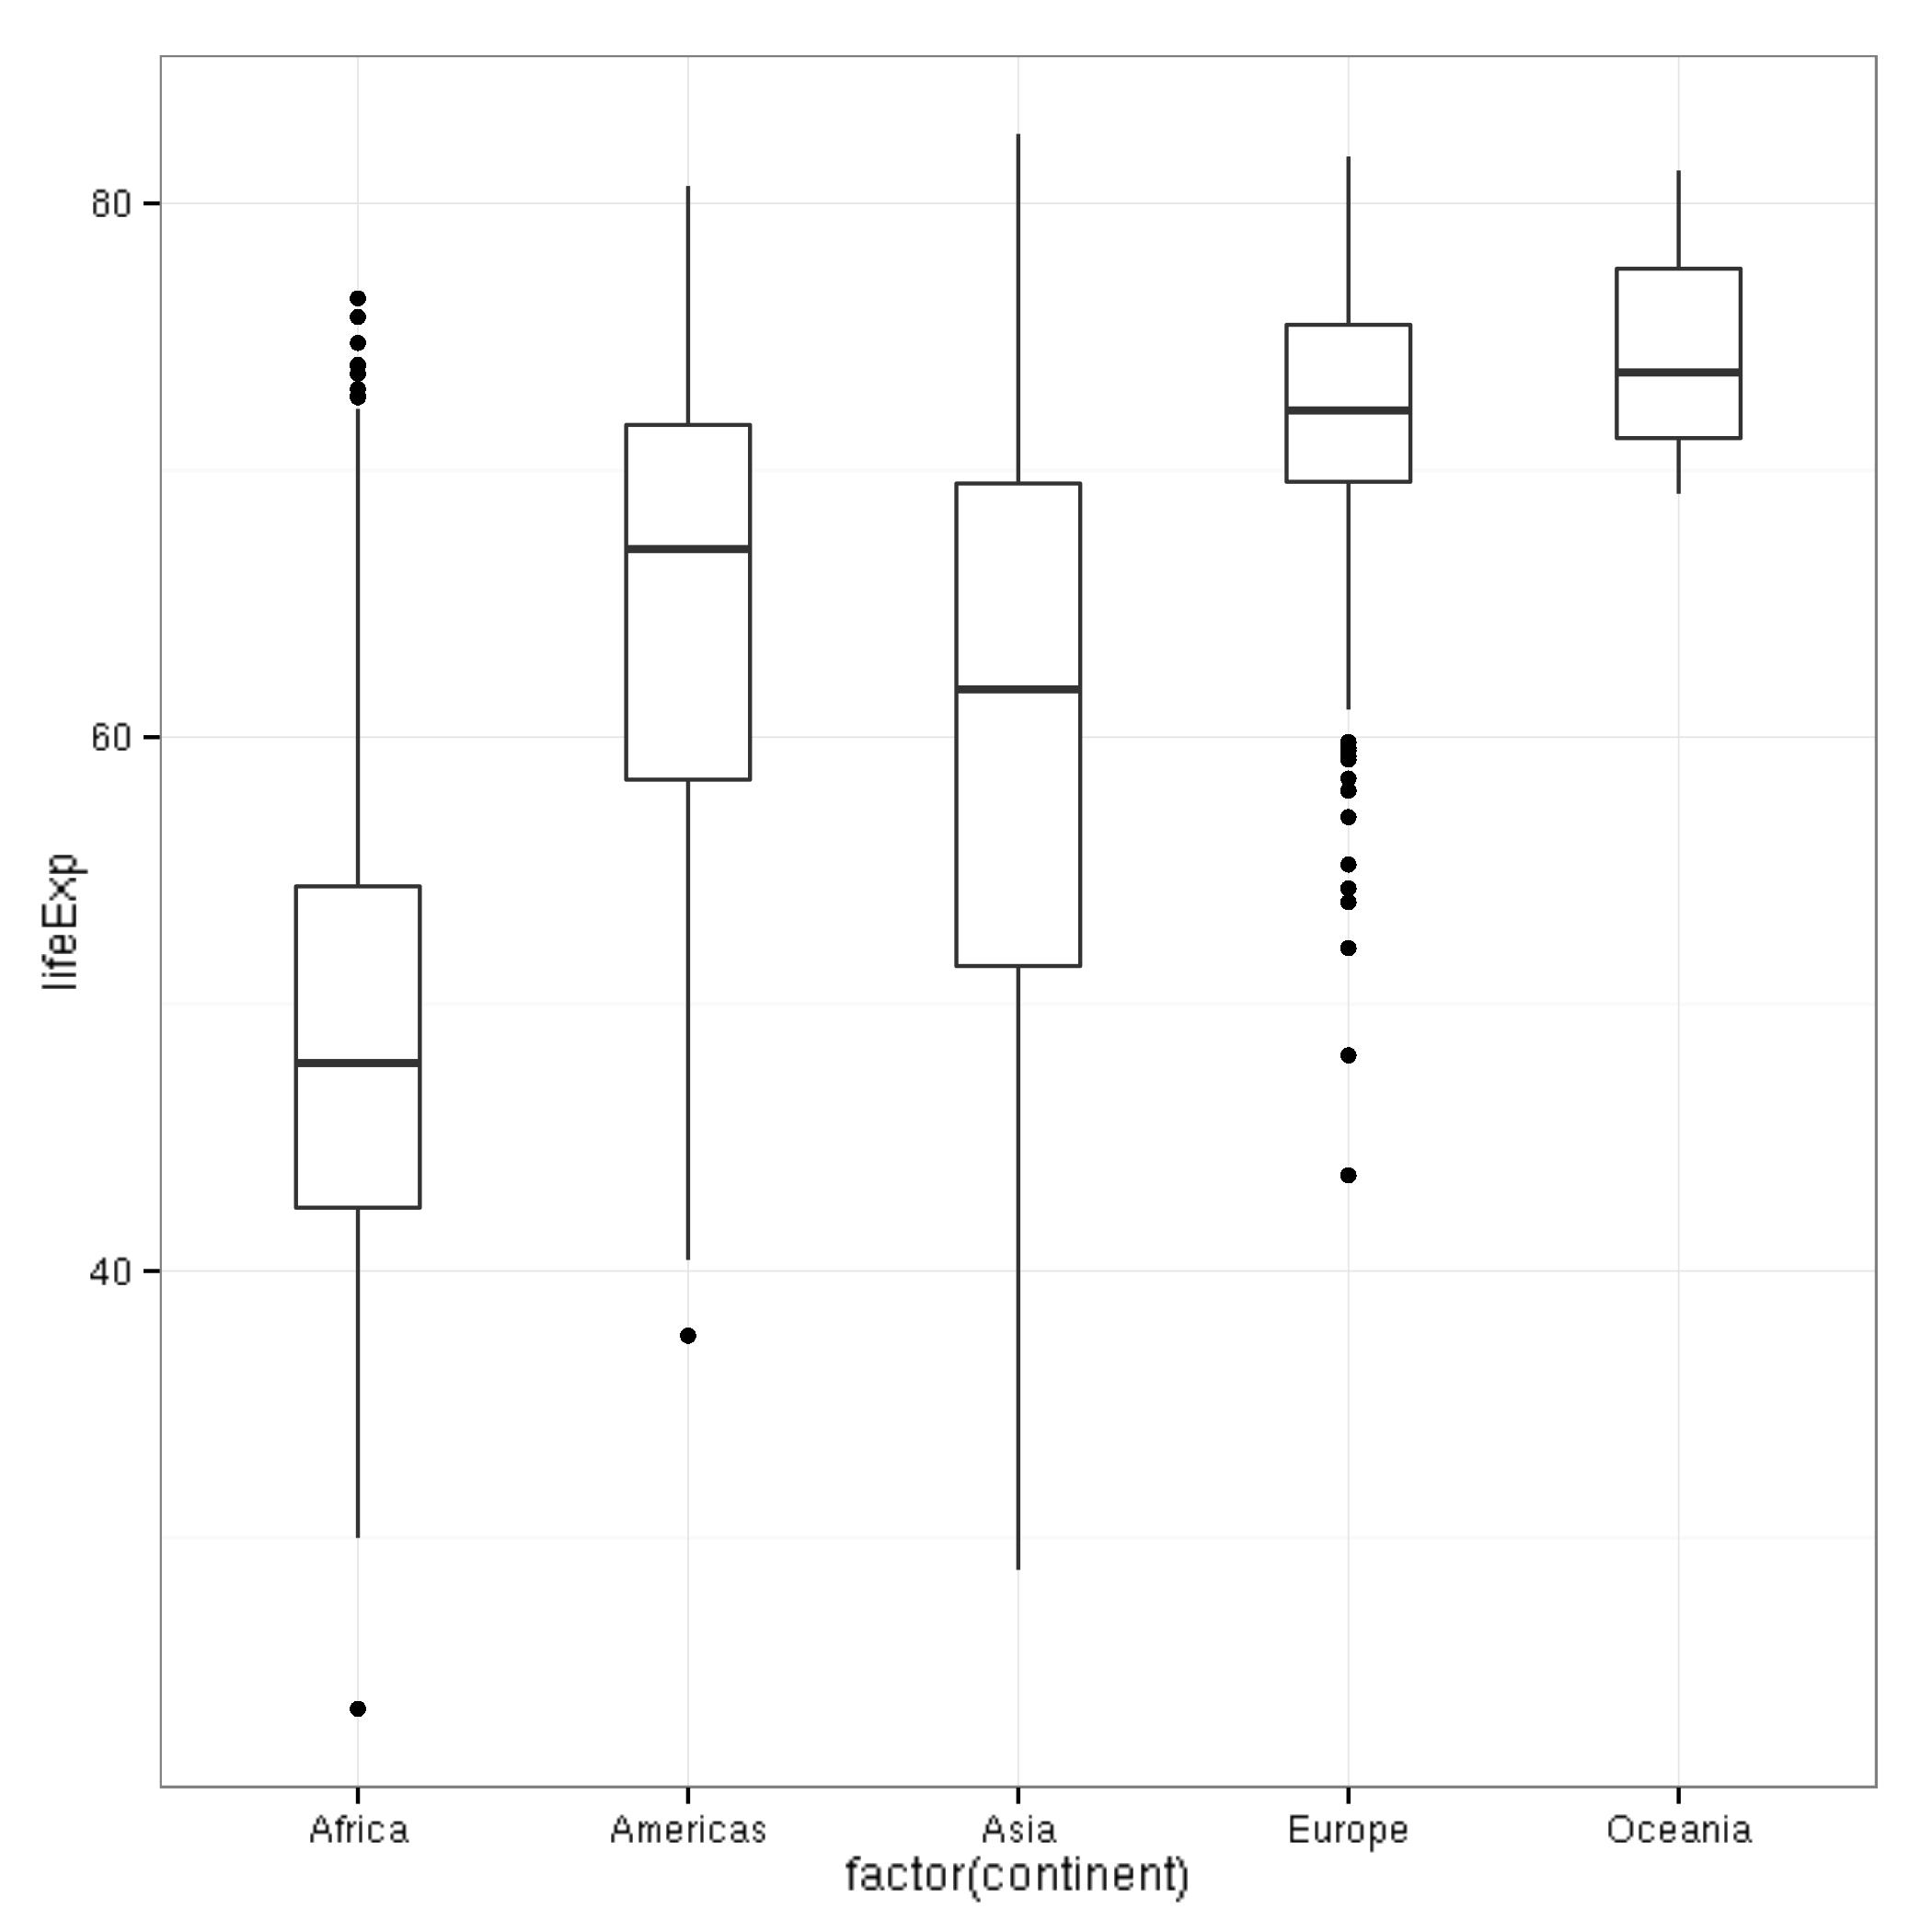 80
60
40
lifeExp
Africa Americas Asia Europe Oceania
factor(continent)